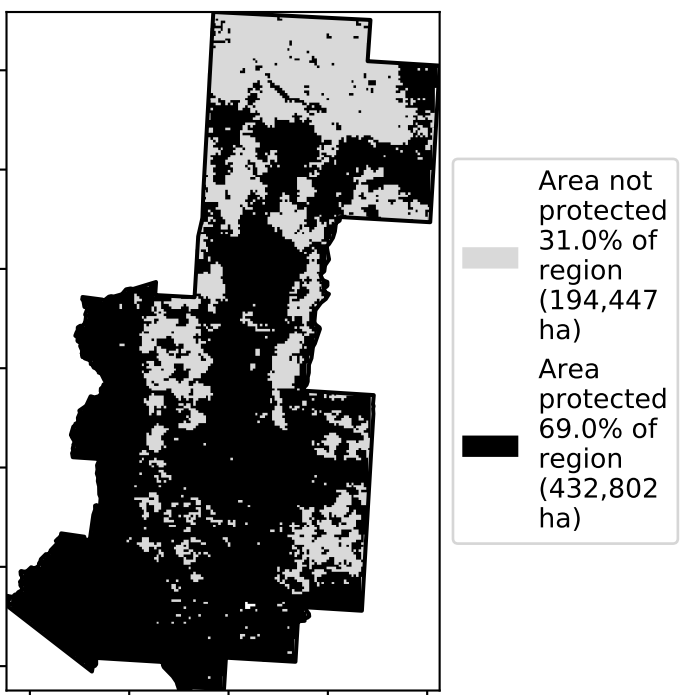 Area not
protected
31.0% of
region
(194,447
ha)
Area
protected
69.0% of
region
(432,802
ha)